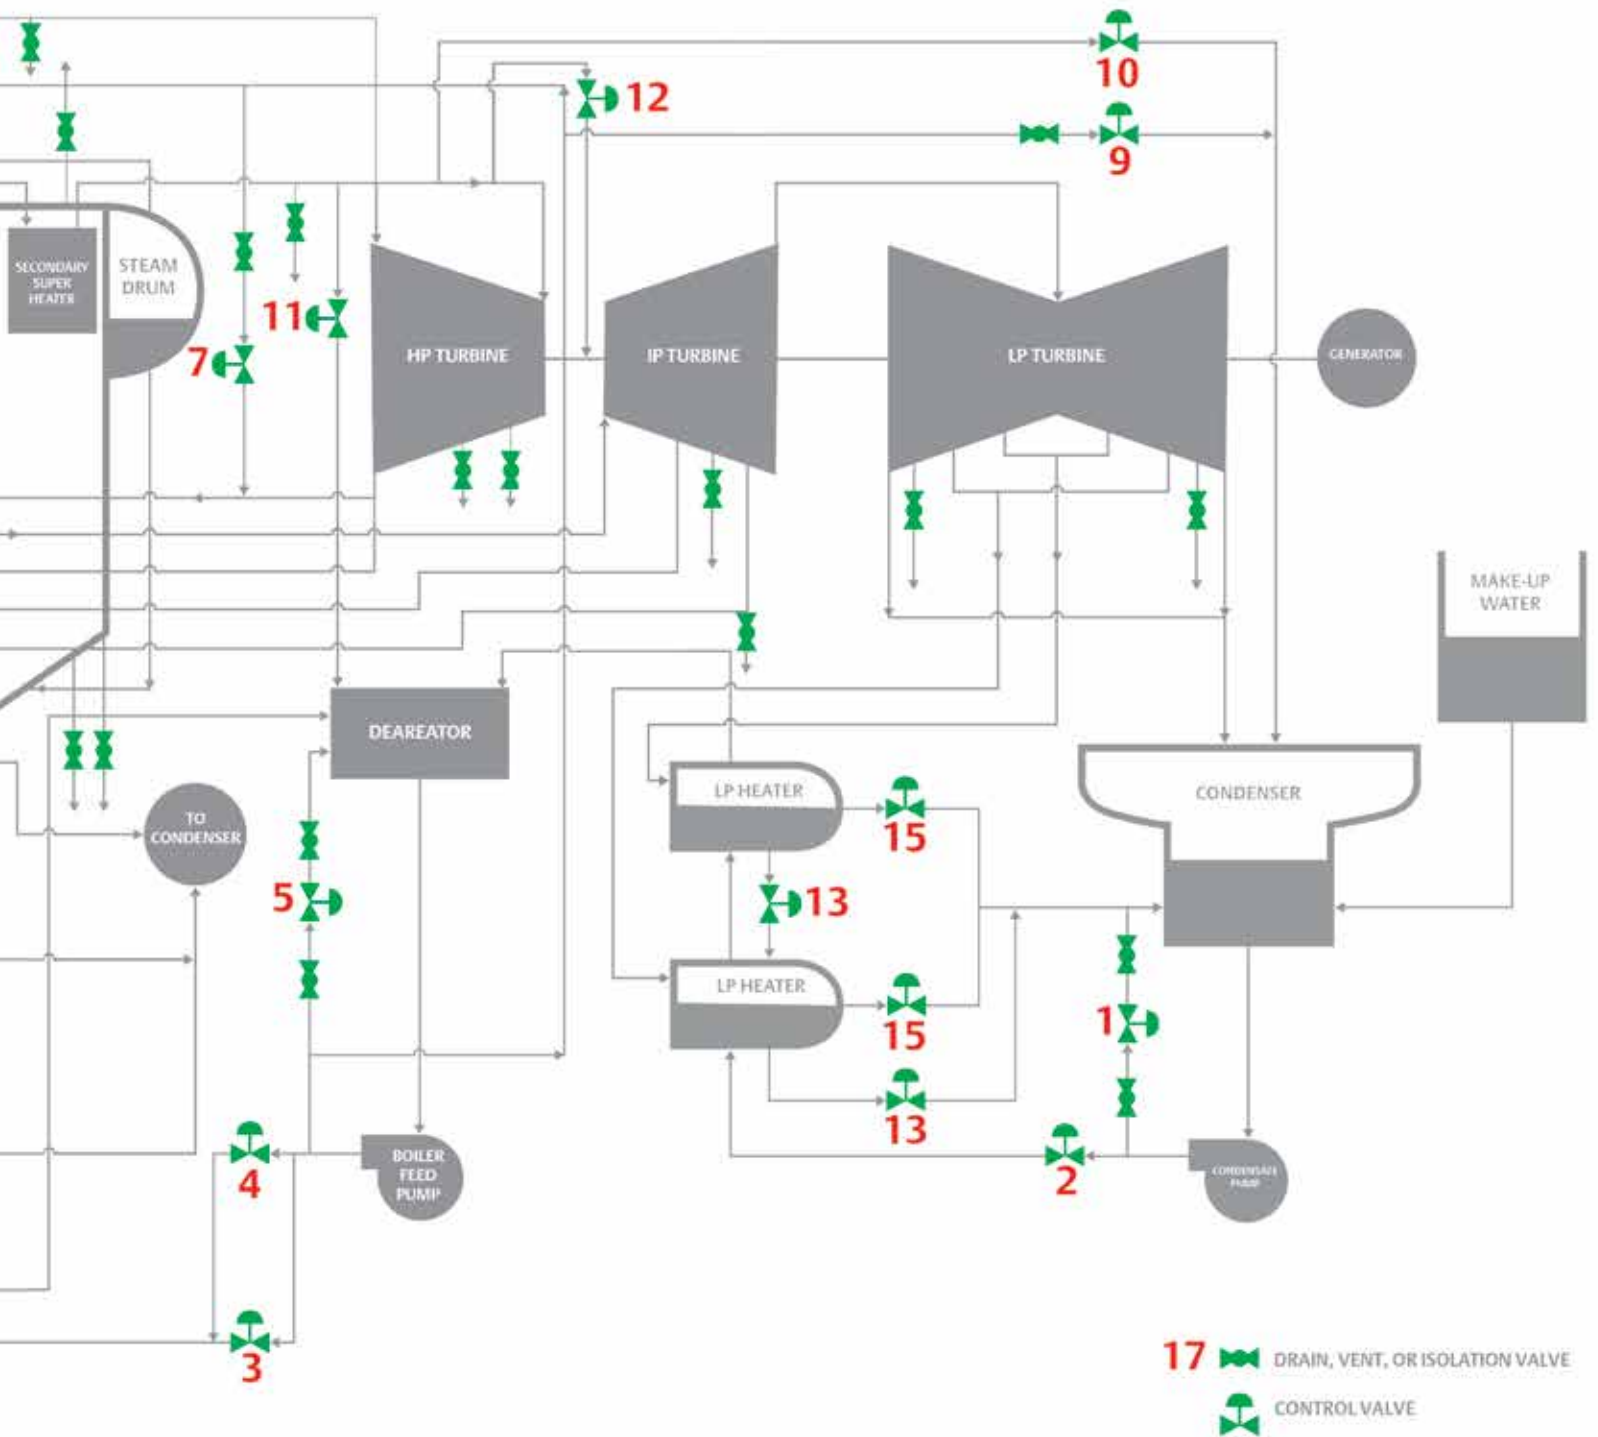 10
12
9
SECONDARY
SUPER
HEATER
STEAM
DRUM
11
7
HP TURBINE
IP TURBINE
LP TURBINE
GENERATOR
MAKE-UP
WATER
DEAREATOR
LP HEATER
CONDENSER
TO
CONDENSER
15
5
13
LP HEATER
15
1
13
4
BOILER
FEED
PUMP
2
CONDENSATE
PUMP
3
17 DRAIN, VENT, OR ISOLATION VALVE
CONTROL VALVE